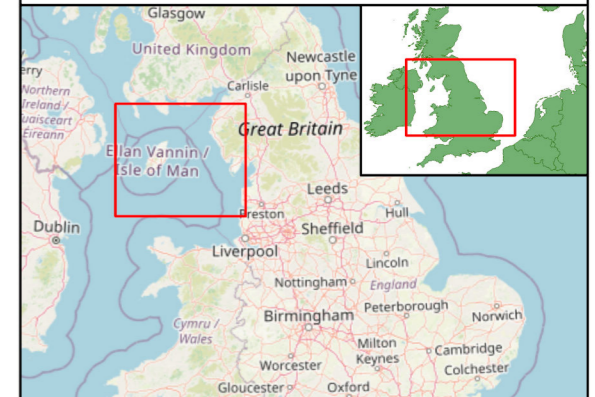 Glasgow
United Kingdom
Newcastle
upon Tyne
Carlisle
erry
Northern
Ireland /
uaisceart
Éireann
Great Britain
Ellan Vannin /
Isle of Man
Leeds
Preston
Hull
Dublin
Sheffield
Liverpool
Lincoln
Nottingham
England
Peterborough
Norwich
Birmingham
Cymru /
Wales
Milton
Keynes
Cambridge
Worcester
Colchester
Gloucester
Oxford